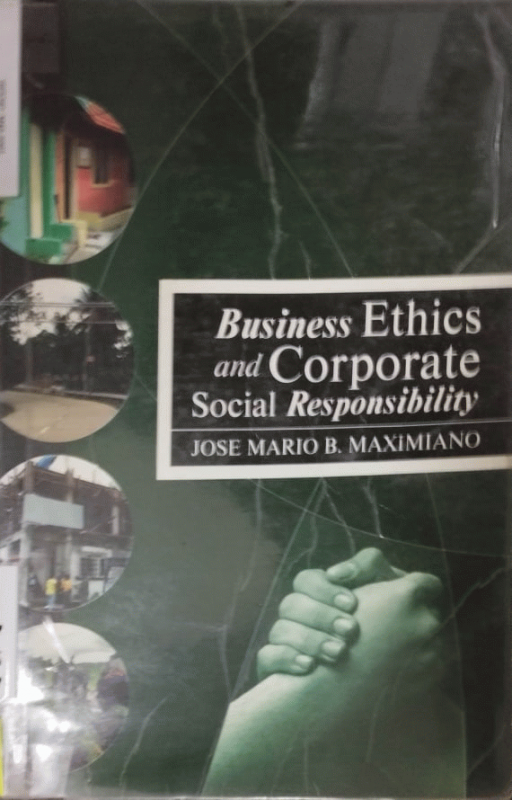 Business Ethics
and Corporate
Social Responsibility
JOSE MARIO B. MAXIMIANO